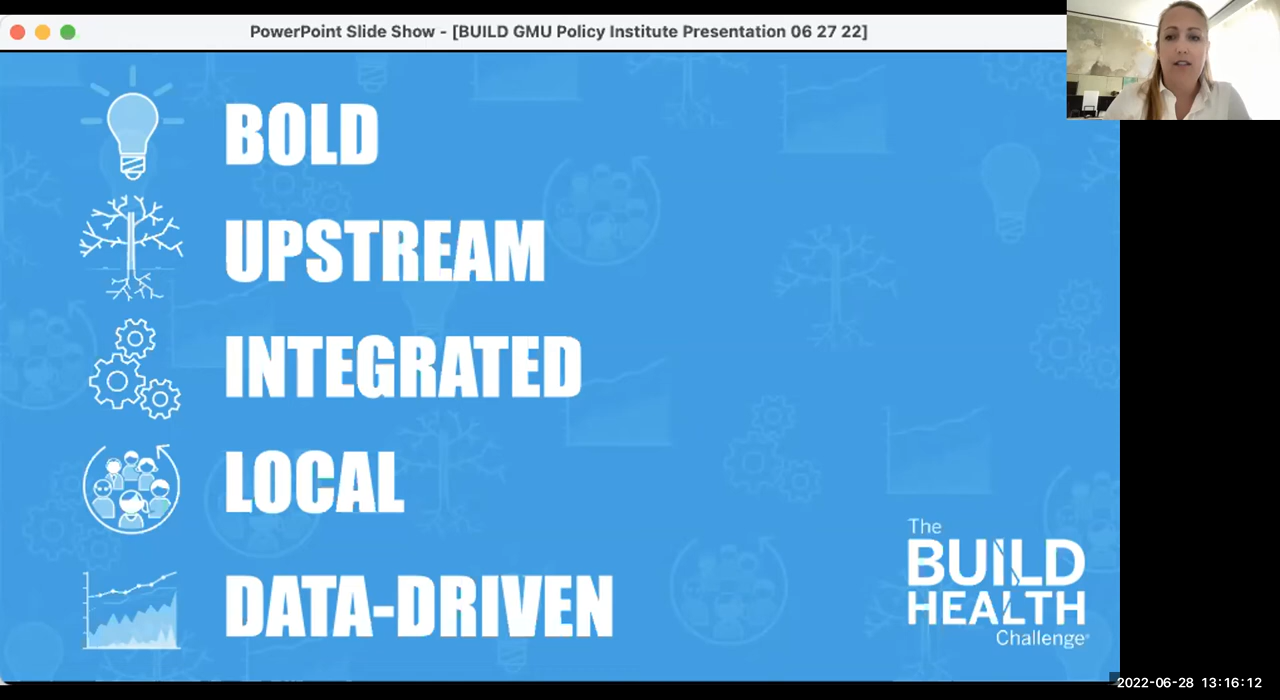 PowerPoint Slide Show - [BUILD GMU Policy Institute Presentation 06 27 22]
BOLD
UPSTREAM
INTEGRATED
LOCAL
DATA-DRIVEN
The
BUILD
HEALTH
Challenge®
2022-06-28 13:16:12